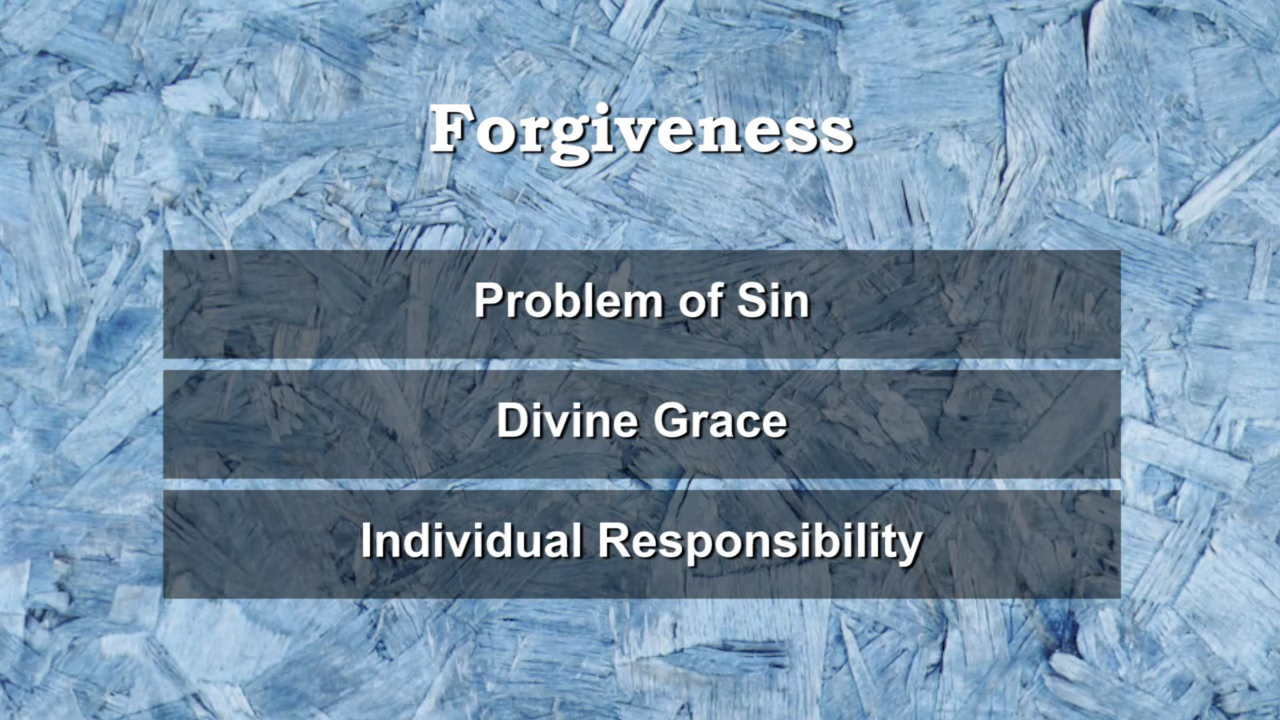 Forgiveness
Problem of Sin
Divine Grace
Individual Responsibility